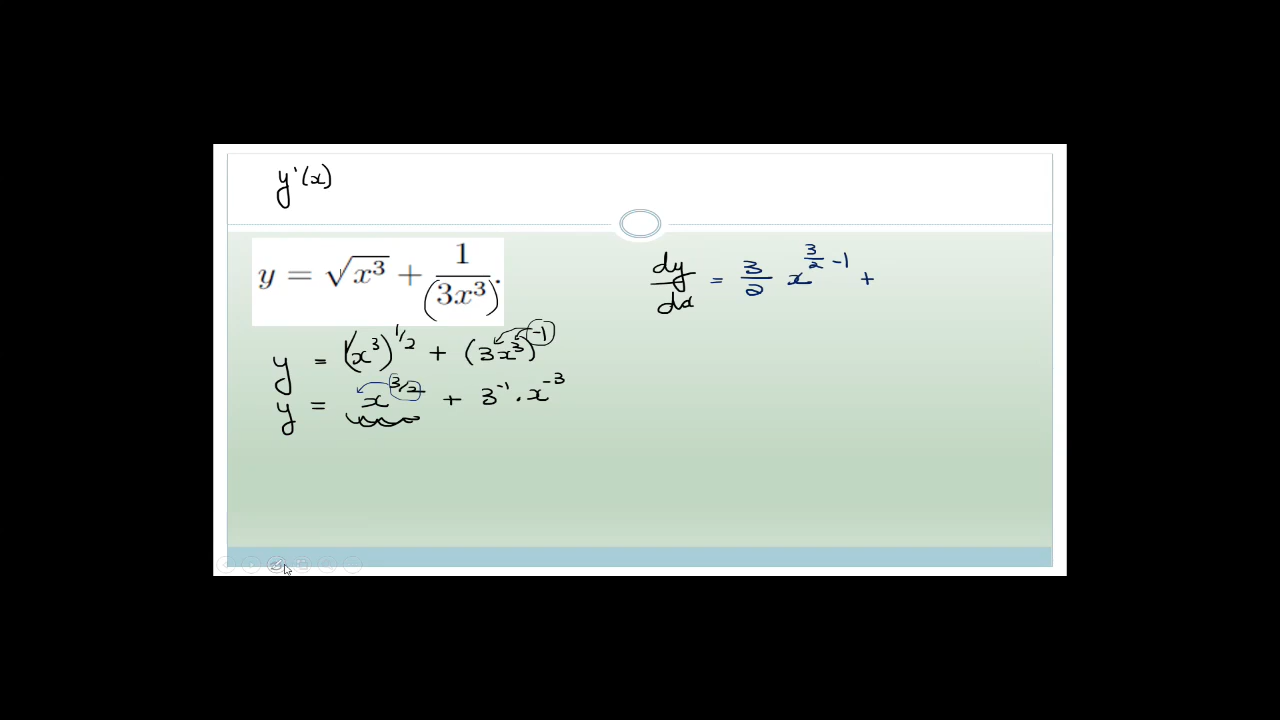 y'(x)
y = √x³ + 1/(3x³).
y = (x³)^1/2 + (3x³)^-1
y = x^3/2 + 3^-1 · x^-3
dy/dx = 3/2 x^(3/2 -1) +